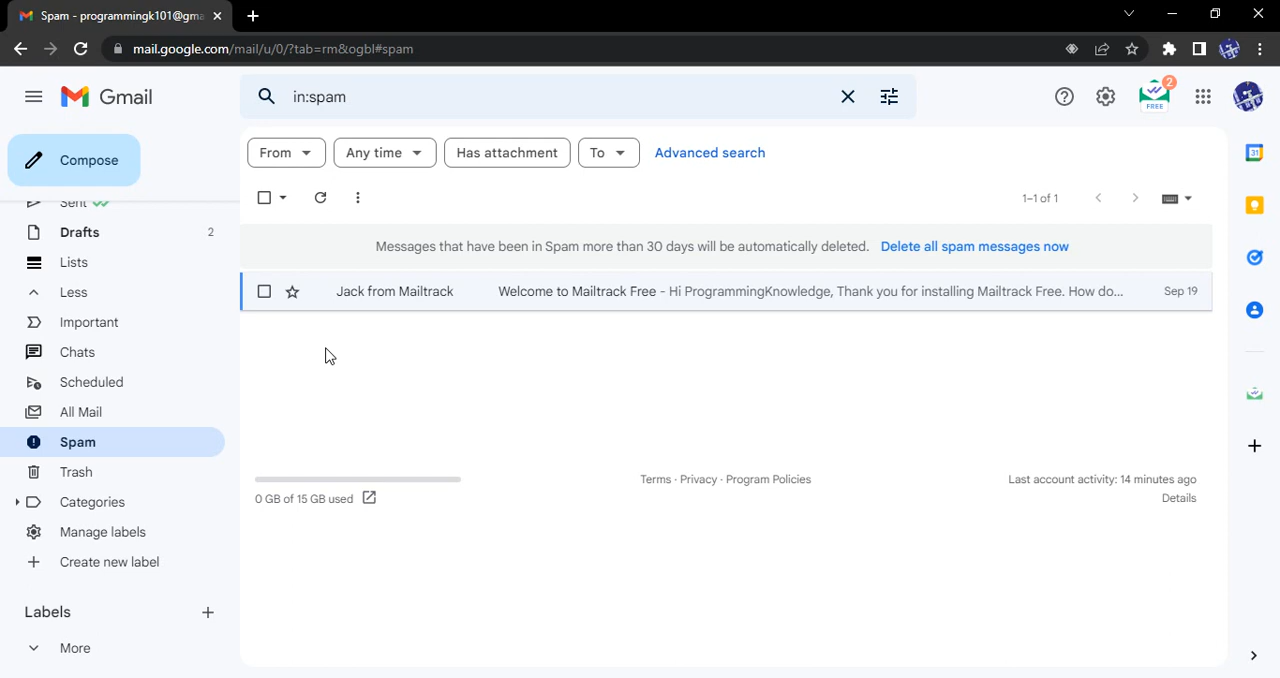 Spam - programmingk101@gma
mail.google.com/mail/u/0/?tab=rm&ogbl#spam
Gmail
in:spam
2
FREE
Compose
From
Any time
Has attachment
To
Advanced search
1–1 of 1
Sent
Drafts 2
Lists
Less
Important
Chats
Scheduled
All Mail
Spam
Trash
Categories
Manage labels
Create new label
Labels
More
Messages that have been in Spam more than 30 days will be automatically deleted. Delete all spam messages now
Jack from Mailtrack Welcome to Mailtrack Free - Hi ProgrammingKnowledge, Thank you for installing Mailtrack Free. How do... Sep 19
0 GB of 15 GB used
Terms · Privacy · Program Policies
Last account activity: 14 minutes ago
Details
31